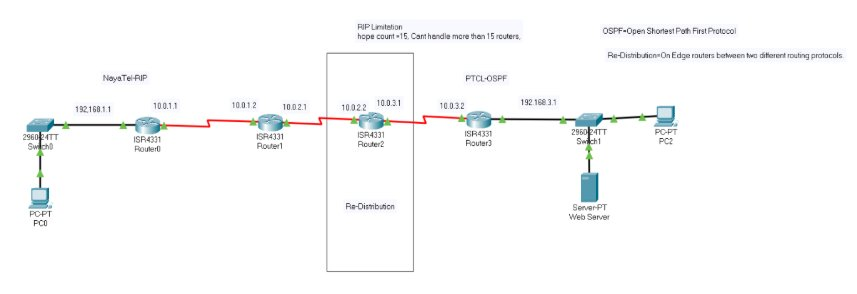 RIP Limitation
hope count =15, Cant handle more than 15 routers,
OSPF=Open Shortest Path First Protocol
Re-Distribution=On Edge routers between two different routing protocols.
NayaTel-RIP
PTCL-OSPF
192,168.1.1
10.0.1.1
10.0.1.2
10.0.2.1
10.0.2.2
10.0.3.1
10.0.3.2
192.168.3.1
2960-24TT
Switch0
ISR4331
Router0
ISR4331
Router1
ISR4331
Router2
ISR4331
Router3
2960-24TT
Switch1
PC-PT
PC2
PC-PT
PC0
Re-Distribution
Server-PT
Web Server